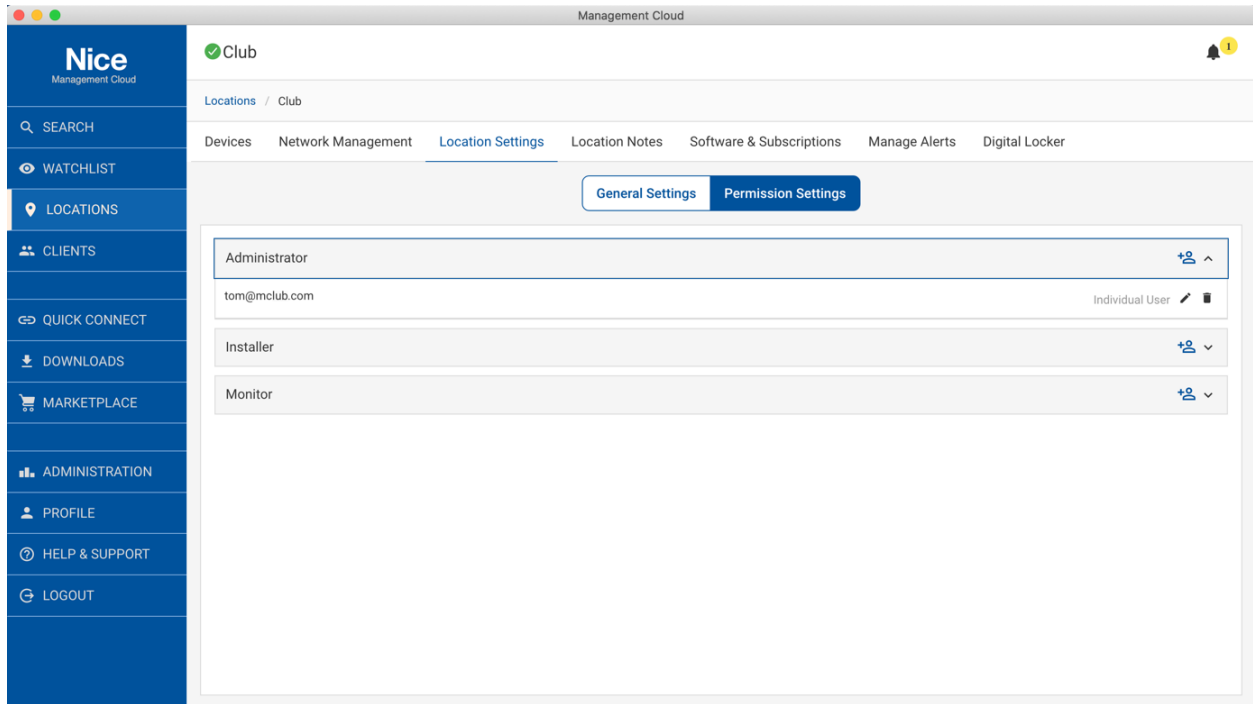 Management Cloud
Nice
Management Cloud
SEARCH
WATCHLIST
LOCATIONS
CLIENTS
QUICK CONNECT
DOWNLOADS
MARKETPLACE
ADMINISTRATION
PROFILE
HELP & SUPPORT
LOGOUT
Club
1
Locations / Club
Devices Network Management Location Settings Location Notes Software & Subscriptions Manage Alerts Digital Locker
General Settings Permission Settings
Administrator
tom@mclub.com Individual User
Installer
Monitor